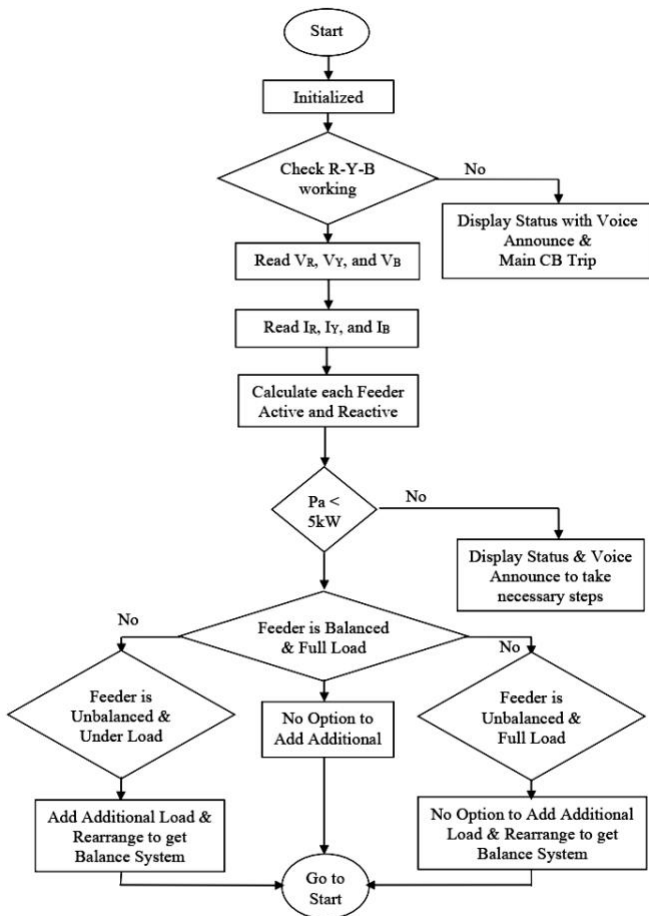 Start
Initialized
Check R-Y-B
working
No
Display Status with Voice
Announce &
Main CB Trip
Read VR, VY, and VB
Read IR, IY, and IB
Calculate each Feeder
Active and Reactive
Pa <
5kW
No
Display Status & Voice
Announce to take
necessary steps
Feeder is Balanced
& Full Load
No
No
Feeder is
Unbalanced &
Under Load
No Option to
Add Additional
Feeder is
Unbalanced &
Full Load
Add Additional Load &
Rearrange to get
Balance System
No Option to Add Additional
Load & Rearrange to get
Balance System
Go to
Start